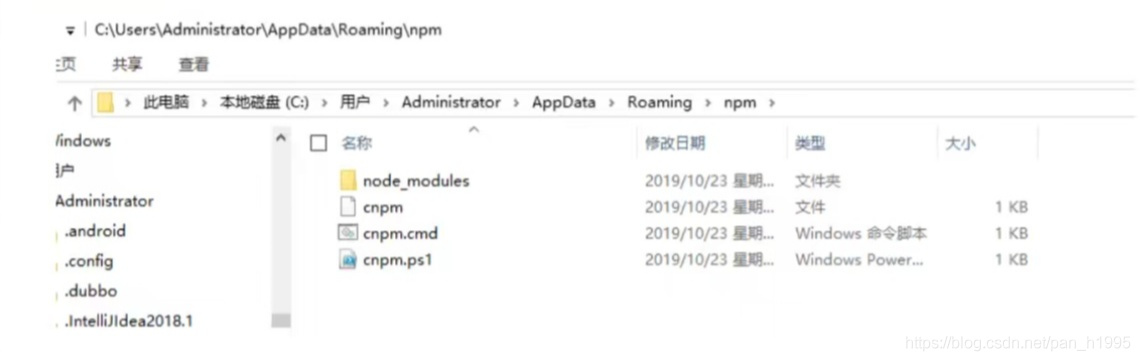 C:\Users\Administrator\AppData\Roaming\npm
主页 共享 查看
此电脑 > 本地磁盘 (C:) > 用户 > Administrator > AppData > Roaming > npm >
Windows
用户
Administrator
.android
.config
.dubbo
.IntelliJIdea2018.1
名称 修改日期 类型 大小
node_modules 2019/10/23 星期... 文件夹
cnpm 2019/10/23 星期... 文件 1 KB
cnpm.cmd 2019/10/23 星期... Windows 命令脚本 1 KB
cnpm.ps1 2019/10/23 星期... Windows Power... 1 KB
https://blog.csdn.net/pan_h1995